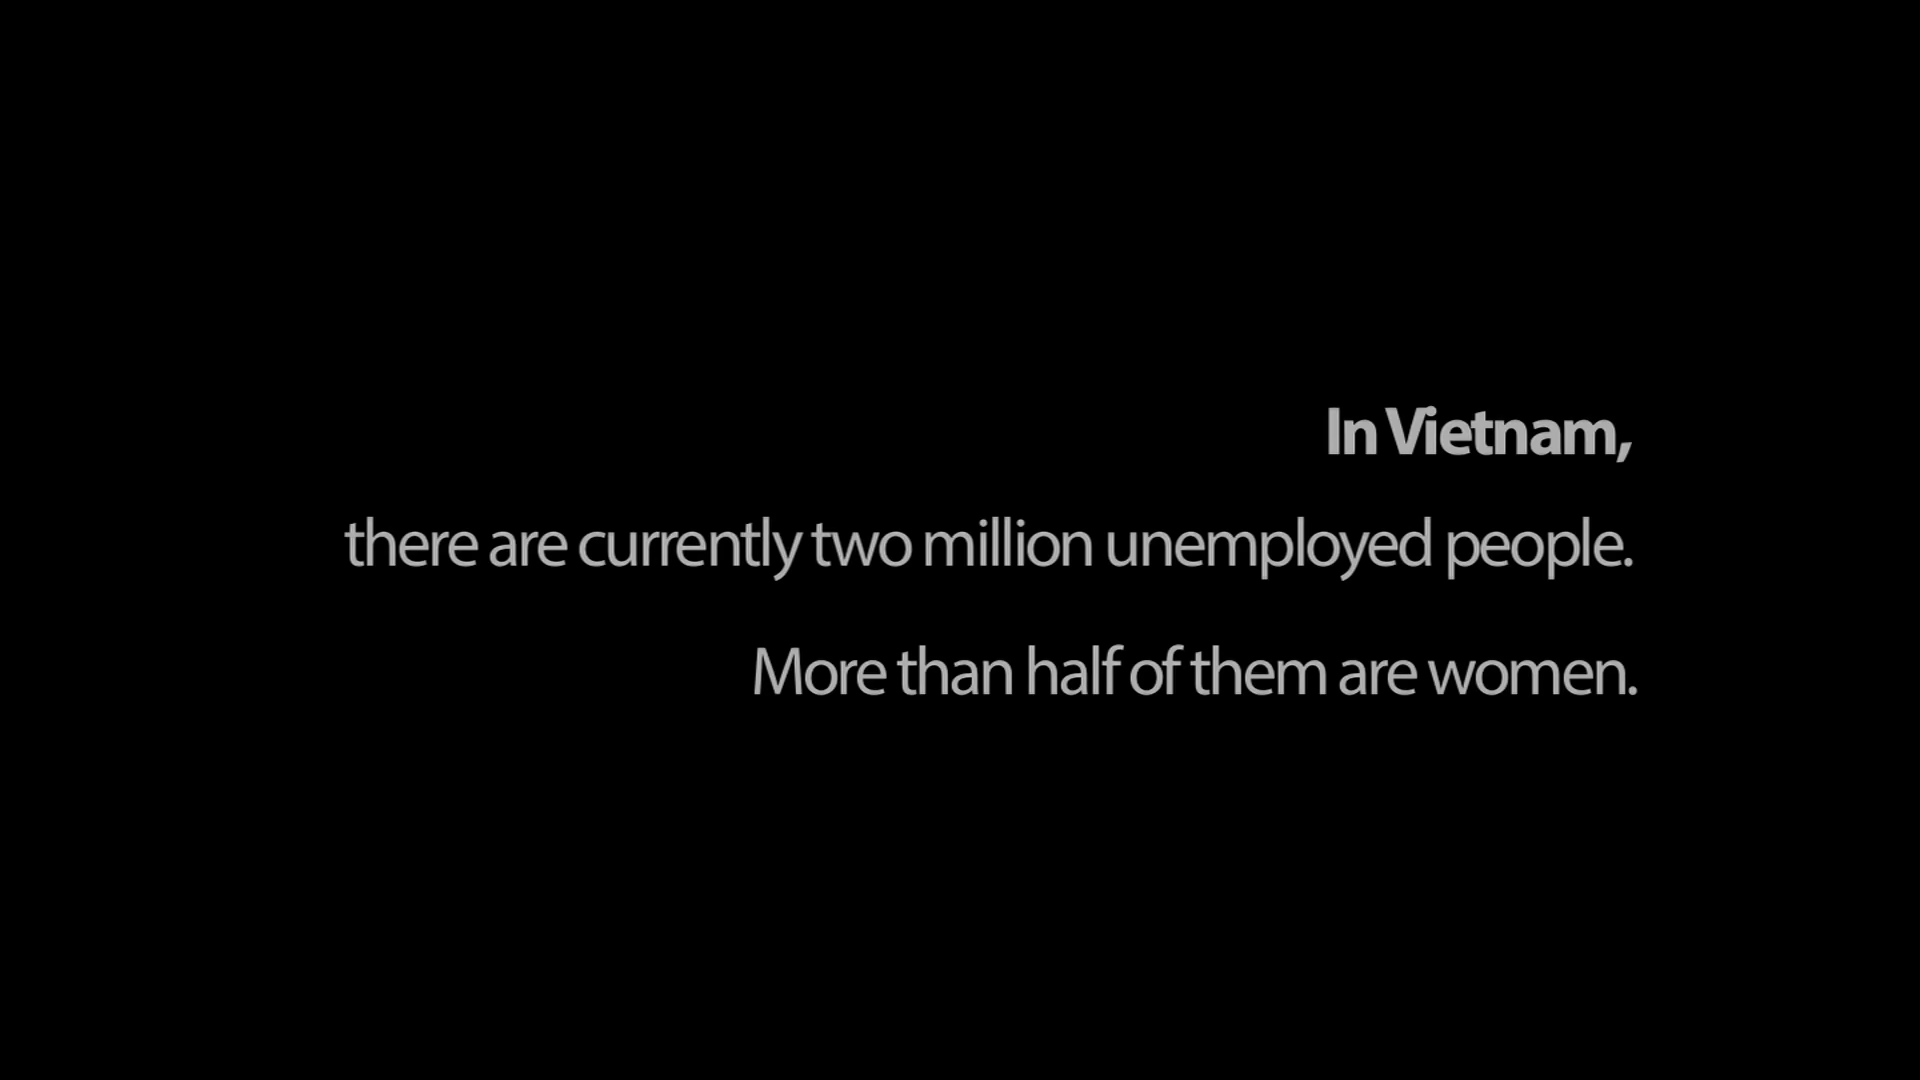 In Vietnam,
there are currently two million unemployed people.
More than half of them are women.